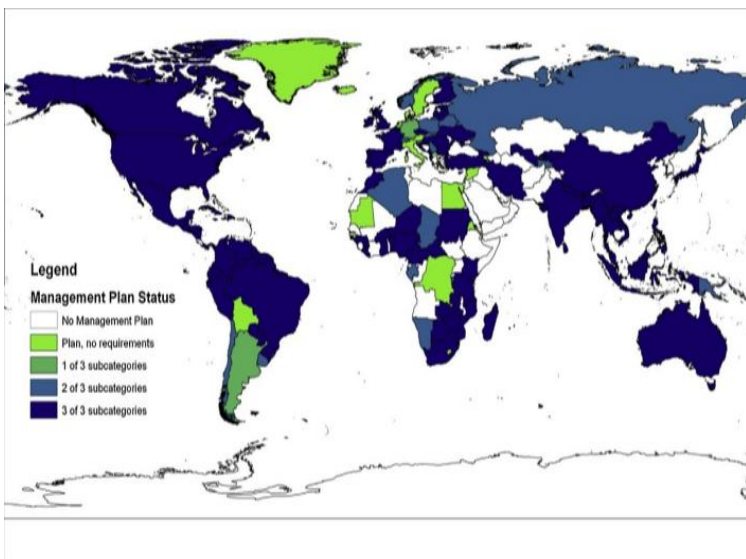 Legend
Management Plan Status
No Management Plan
Plan, no requirements
1 of 3 subcategories
2 of 3 subcategories
3 of 3 subcategories